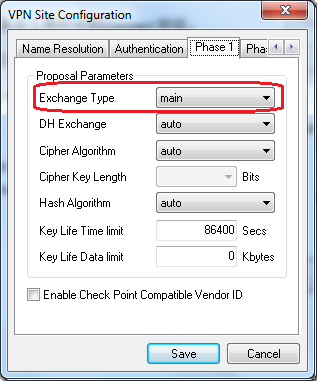 VPN Site Configuration
Name Resolution Authentication Phase 1 Pha
Proposal Parameters
Exchange Type main
DH Exchange auto
Cipher Algorithm auto
Cipher Key Length Bits
Hash Algorithm auto
Key Life Time limit 86400 Secs
Key Life Data limit 0 Kbytes
Enable Check Point Compatible Vendor ID
Save Cancel